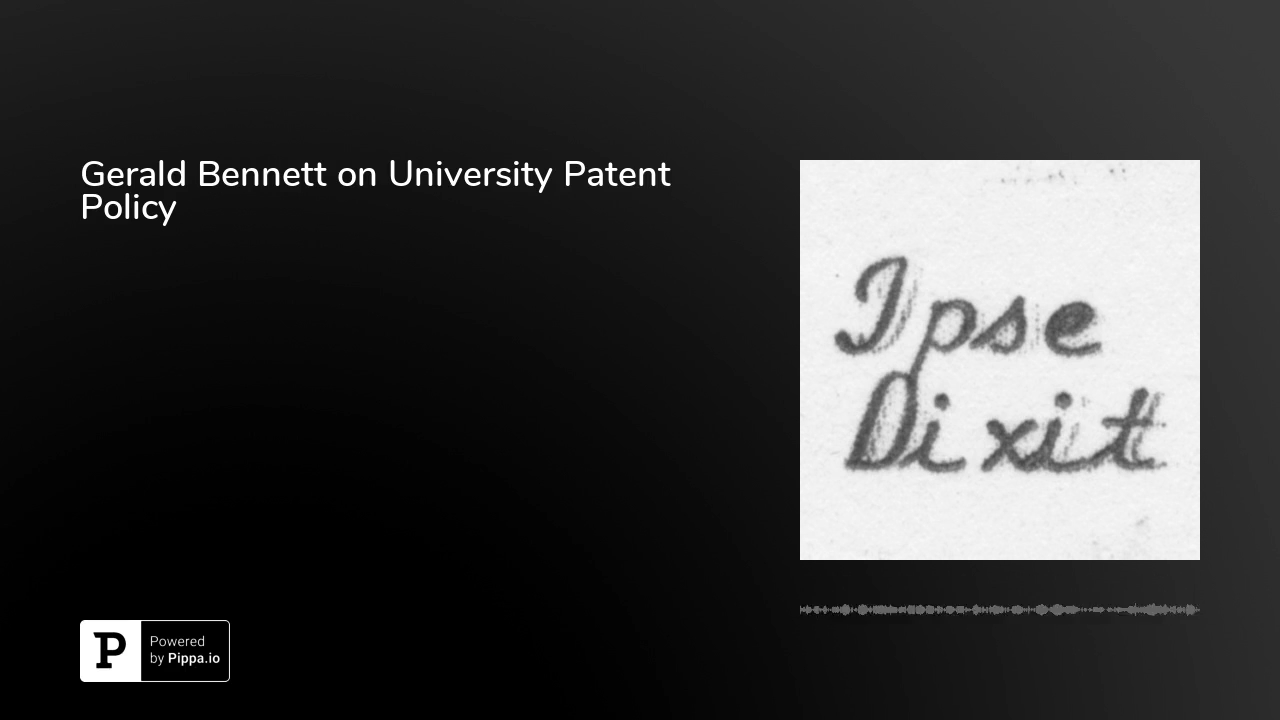 Gerald Bennett on University Patent
Policy
Ipse
Dixit
P
Powered
by Pippa.io